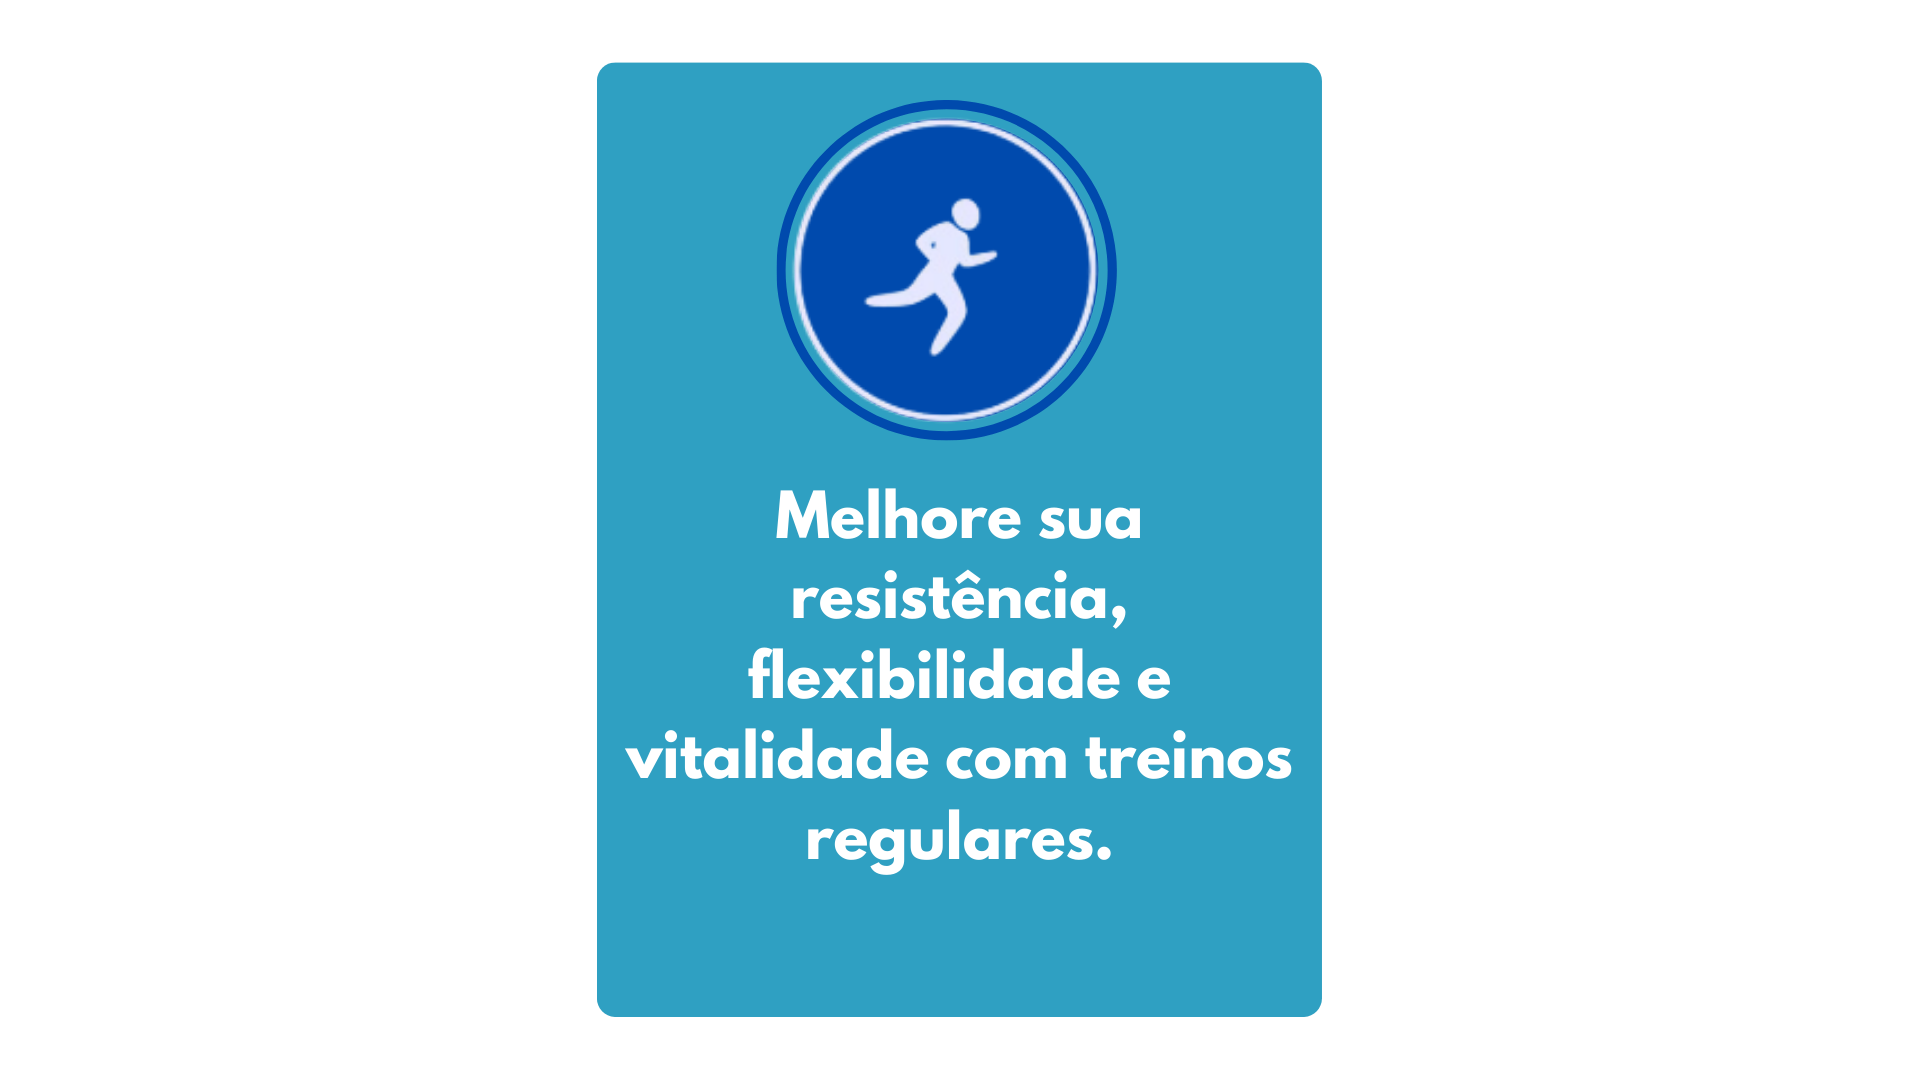 Melhore sua
resistência,
flexibilidade e
vitalidade com treinos
regulares.